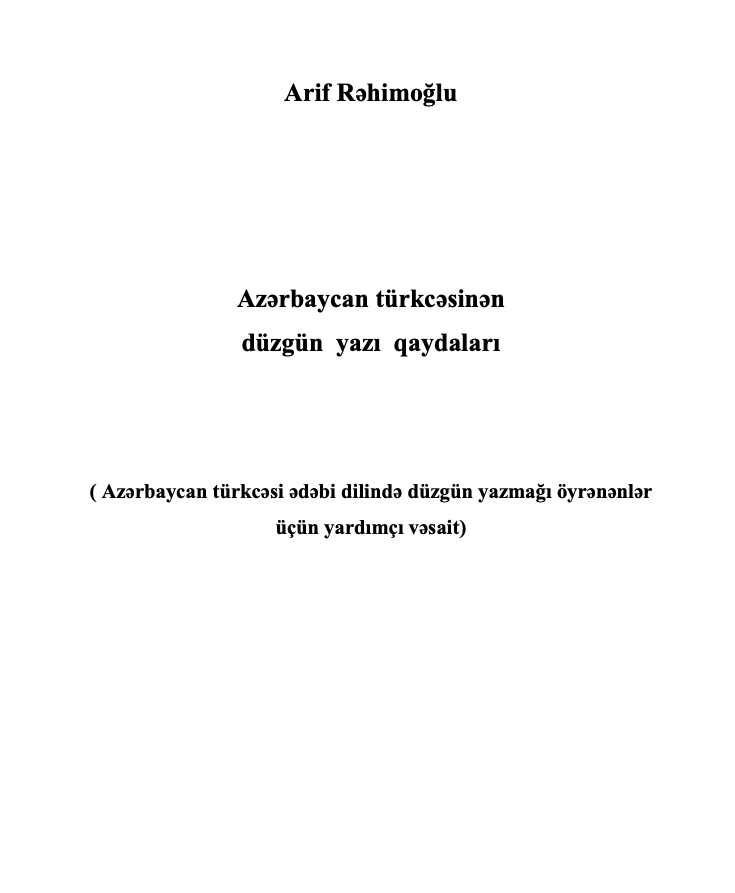 Arif Rəhimoğlu
Azərbaycan türkcəsinən
düzgün yazı qaydaları
( Azərbaycan türkcəsi ədəbi dilində düzgün yazmağı öyrənənlər
üçün yardımçı vəsait)